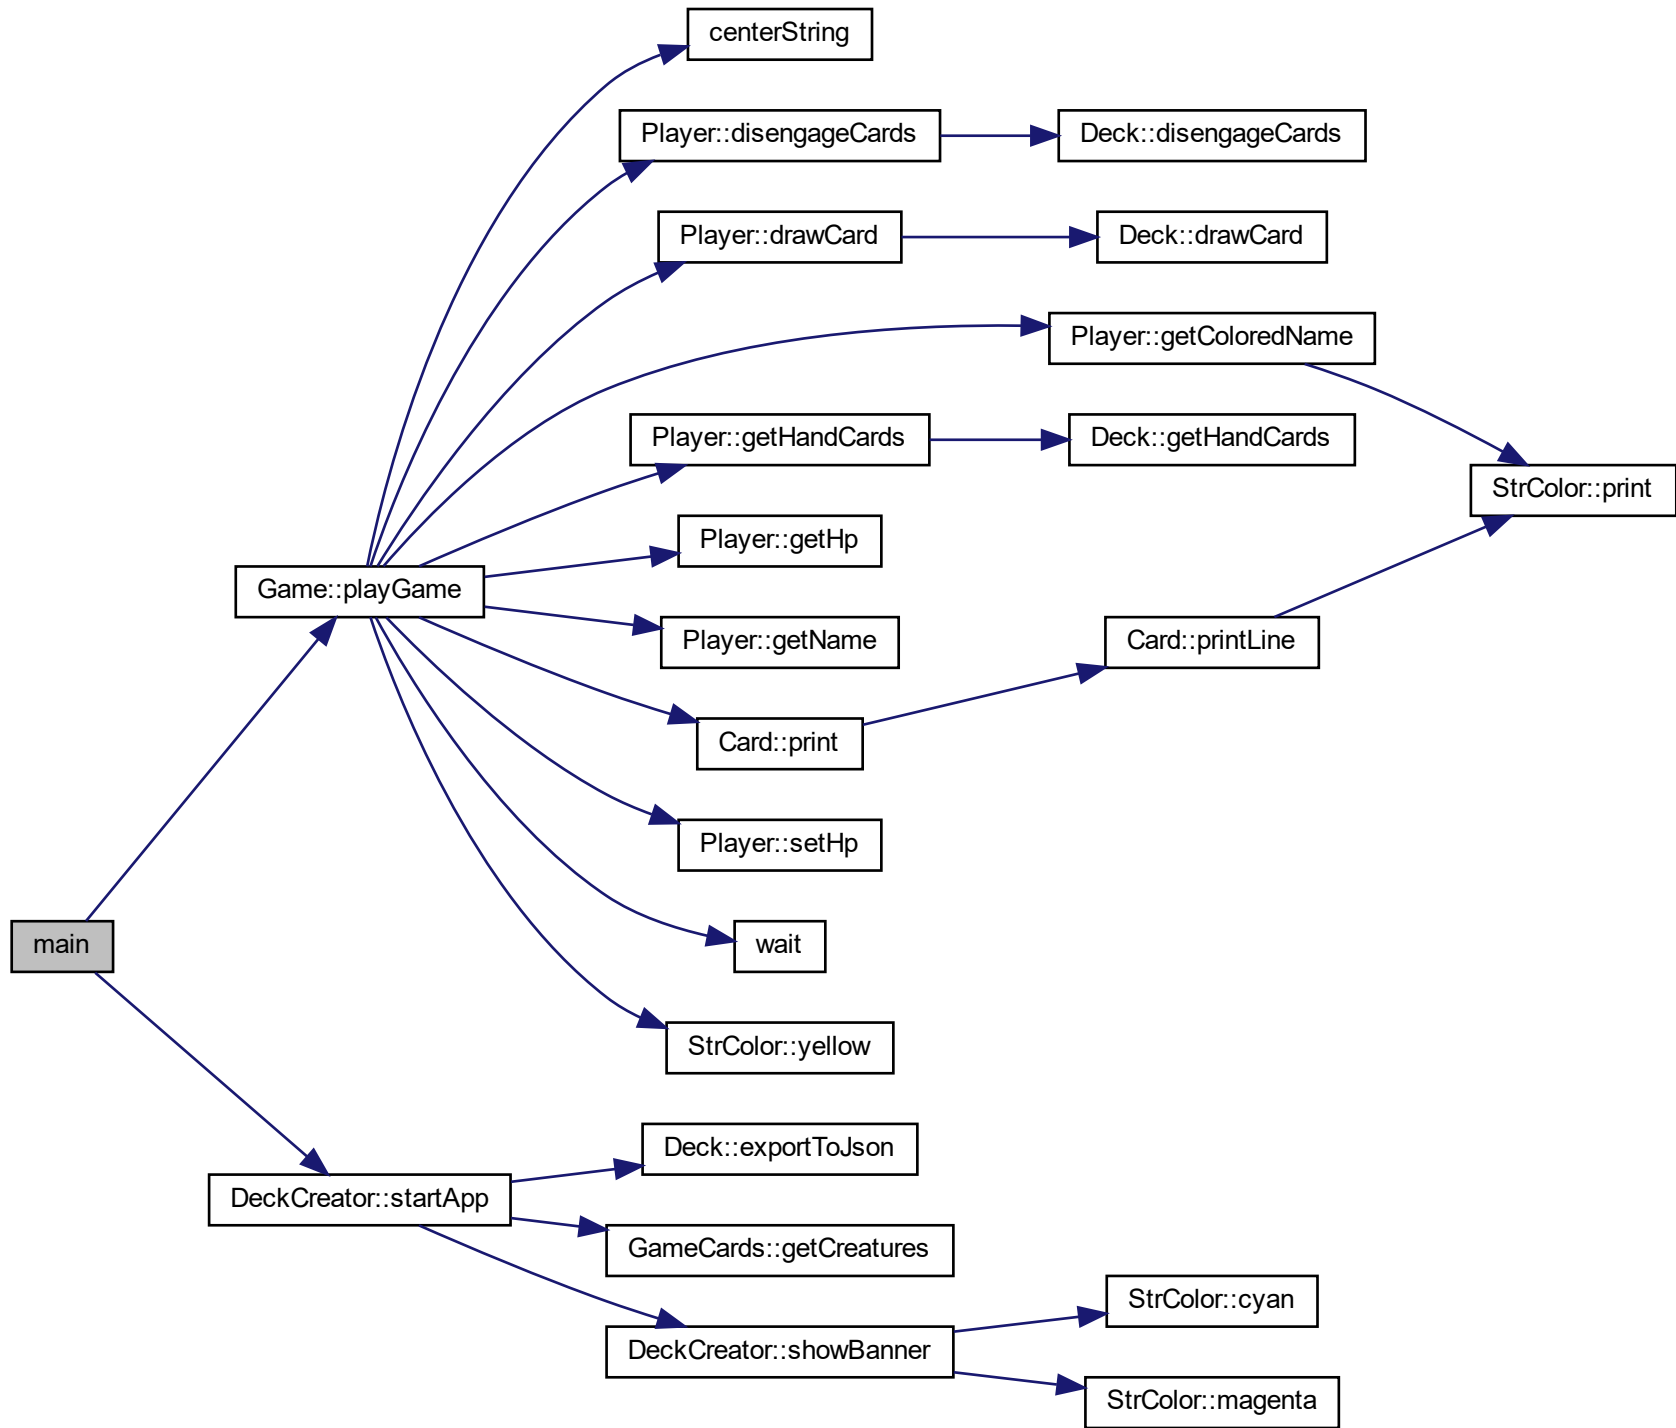 centerString
Player::disengageCards
Deck::disengageCards
Player::drawCard
Deck::drawCard
Player::getColoredName
Player::getHandCards
Deck::getHandCards
StrColor::print
Player::getHp
Game::playGame
Player::getName
Card::printLine
Card::print
Player::setHp
main
wait
StrColor::yellow
Deck::exportToJson
DeckCreator::startApp
GameCards::getCreatures
StrColor::cyan
DeckCreator::showBanner
StrColor::magenta